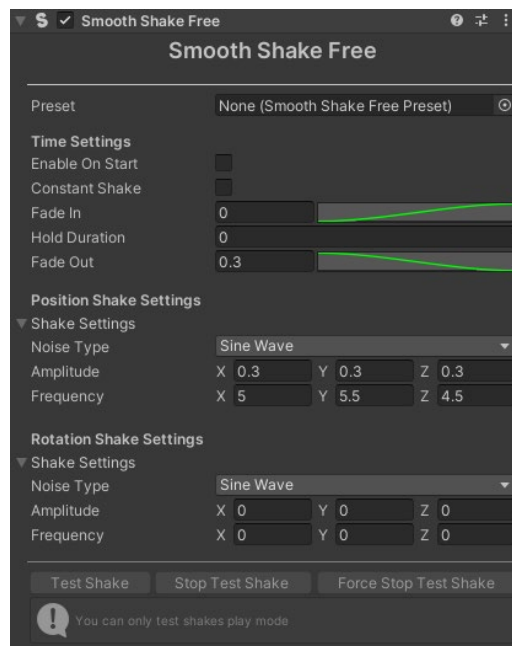 S Smooth Shake Free
Smooth Shake Free
Preset None (Smooth Shake Free Preset)
Time Settings
Enable On Start
Constant Shake
Fade In 0
Hold Duration 0
Fade Out 0.3
Position Shake Settings
Shake Settings
Noise Type Sine Wave
Amplitude X 0.3 Y 0.3 Z 0.3
Frequency X 5 Y 5.5 Z 4.5
Rotation Shake Settings
Shake Settings
Noise Type Sine Wave
Amplitude X 0 Y 0 Z 0
Frequency X 0 Y 0 Z 0
Test Shake Stop Test Shake Force Stop Test Shake
You can only test shakes play mode